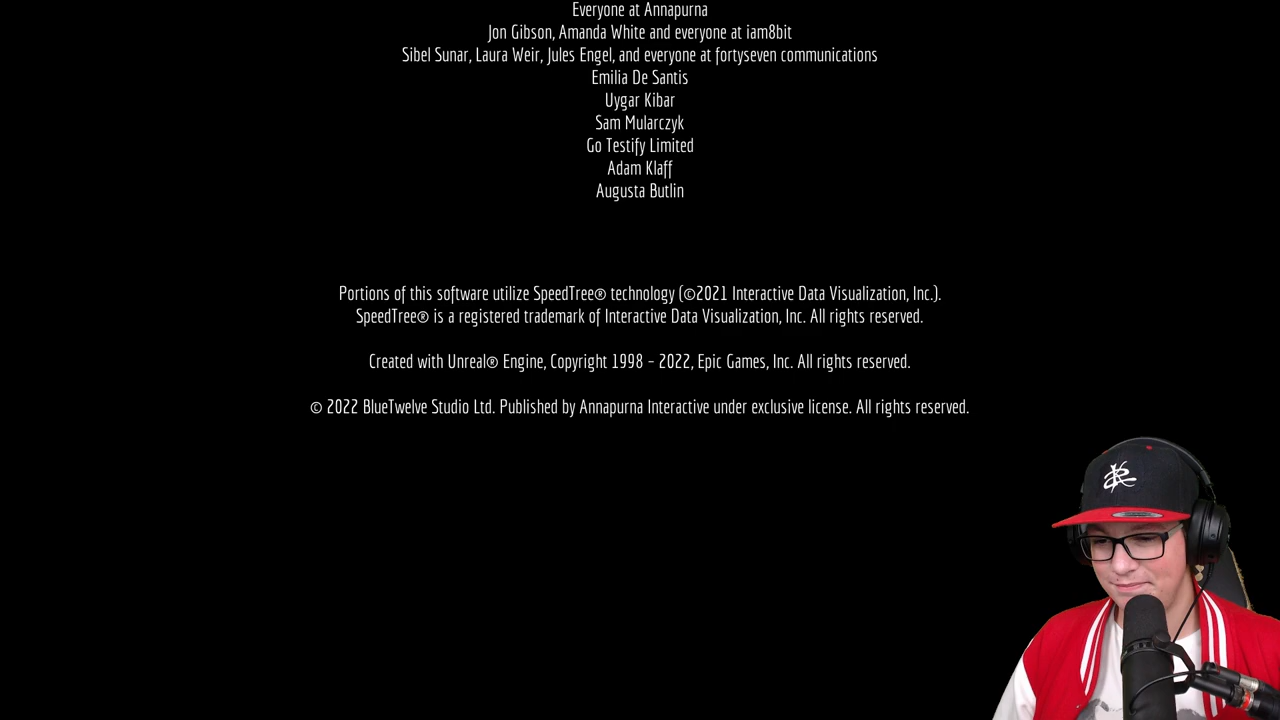 Everyone at Annapurna
Jon Gibson, Amanda White and everyone at iam8bit
Sibel Sunar, Laura Weir, Jules Engel, and everyone at fortyseven communications
Emilia De Santis
Uygar Kibar
Sam Mularczyk
Go Testify Limited
Adam Klaff
Augusta Butlin
Portions of this software utilize SpeedTree® technology (©2021 Interactive Data Visualization, Inc.).
SpeedTree® is a registered trademark of Interactive Data Visualization, Inc. All rights reserved.
Created with Unreal® Engine, Copyright 1998 – 2022, Epic Games, Inc. All rights reserved.
© 2022 BlueTwelve Studio Ltd. Published by Annapurna Interactive under exclusive license. All rights reserved.